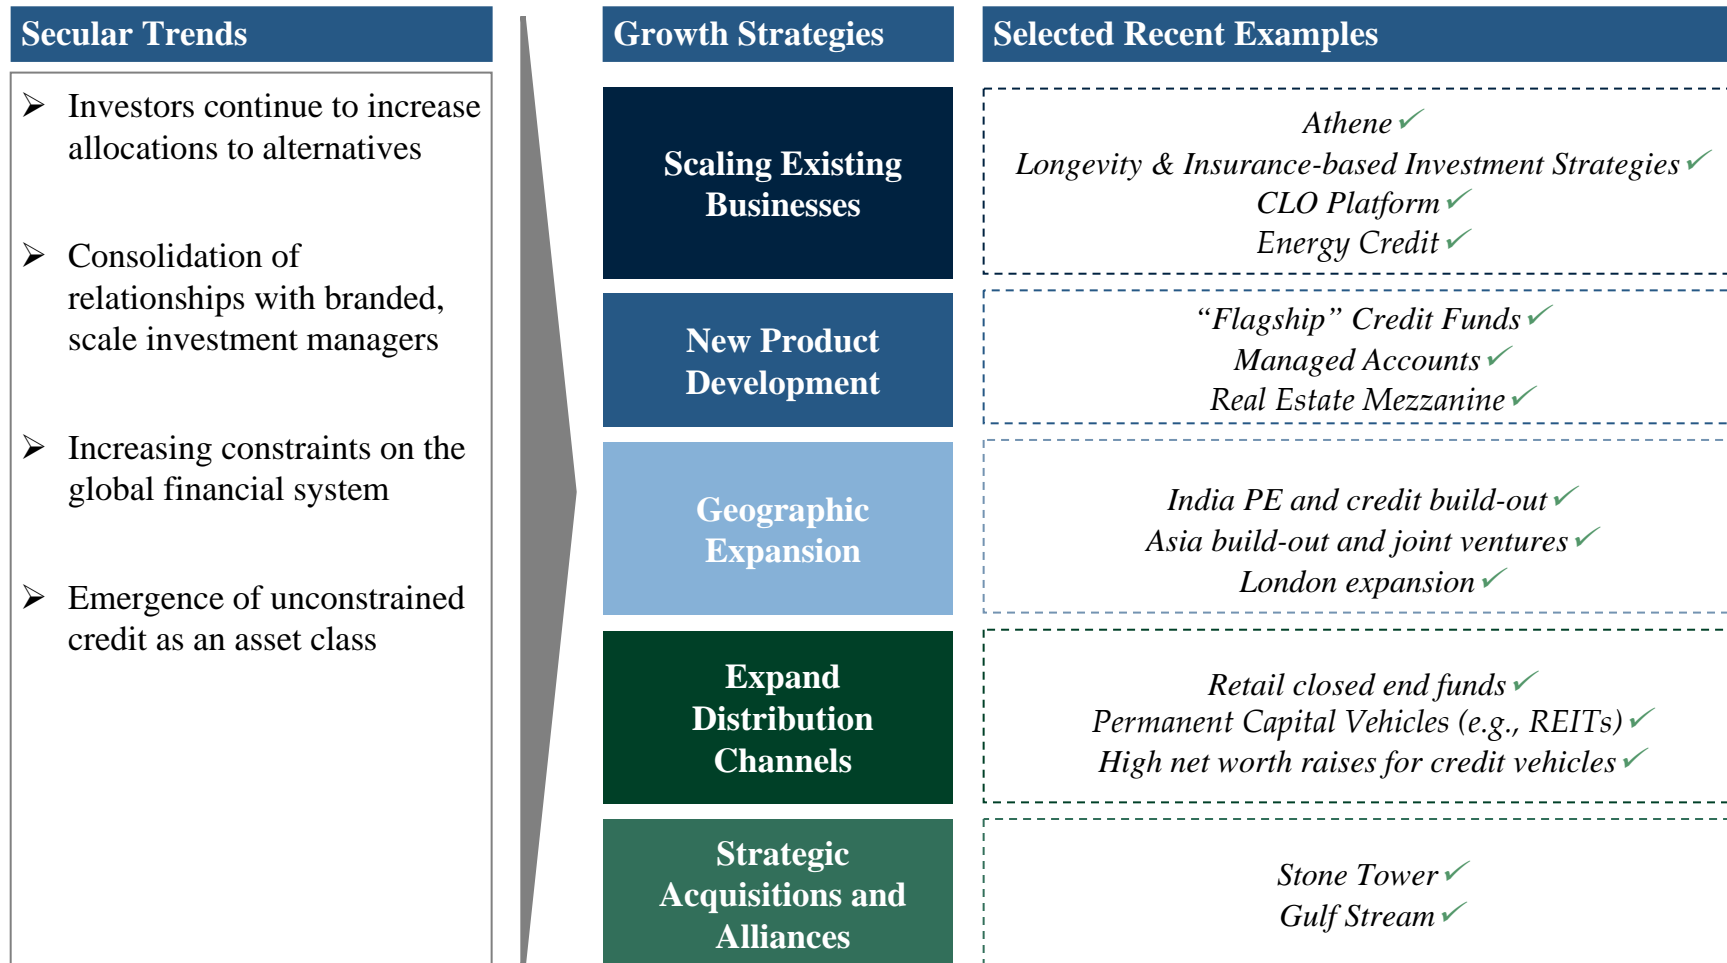 Secular Trends
Investors continue to increase
allocations to alternatives
Consolidation of
relationships with branded,
scale investment managers
Increasing constraints on the
global financial system
Emergence of unconstrained
credit as an asset class
Growth Strategies
Selected Recent Examples
Scaling Existing
Businesses
Athene
Longevity & Insurance-based Investment Strategies
CLO Platform
Energy Credit
New Product
Development
“Flagship” Credit Funds
Managed Accounts
Real Estate Mezzanine
Geographic
Expansion
India PE and credit build-out
Asia build-out and joint ventures
London expansion
Expand
Distribution
Channels
Retail closed end funds
Permanent Capital Vehicles (e.g., REITs)
High net worth raises for credit vehicles
Strategic
Acquisitions and
Alliances
Stone Tower
Gulf Stream